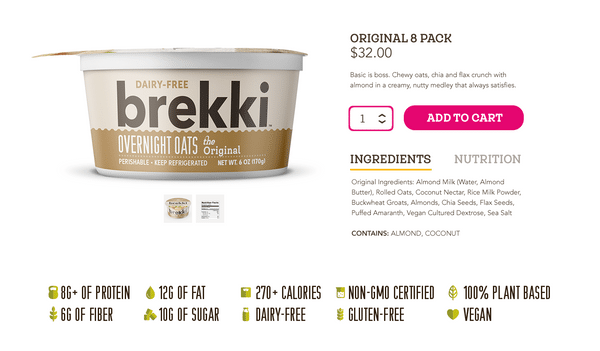 DAIRY-FREE
brekki
OVERNIGHT OATS the Original
PERISHABLE • KEEP REFRIGERATED NET WT. 6 OZ (170g)
ORIGINAL 8 PACK
$32.00
Basic is boss. Chewy oats, chia and flax crunch with
almond in a creamy, nutty medley that always satisfies.
1
ADD TO CART
INGREDIENTS NUTRITION
Original Ingredients: Almond Milk (Water, Almond
Butter), Rolled Oats, Coconut Nectar, Rice Milk Powder,
Buckwheat Groats, Almonds, Chia Seeds, Flax Seeds,
Puffed Amaranth, Vegan Cultured Dextrose, Sea Salt
CONTAINS: ALMOND, COCONUT
8G+ OF PROTEIN 12G OF FAT 270+ CALORIES NON-GMO CERTIFIED 100% PLANT BASED
6G OF FIBER 10G OF SUGAR DAIRY-FREE GLUTEN-FREE VEGAN